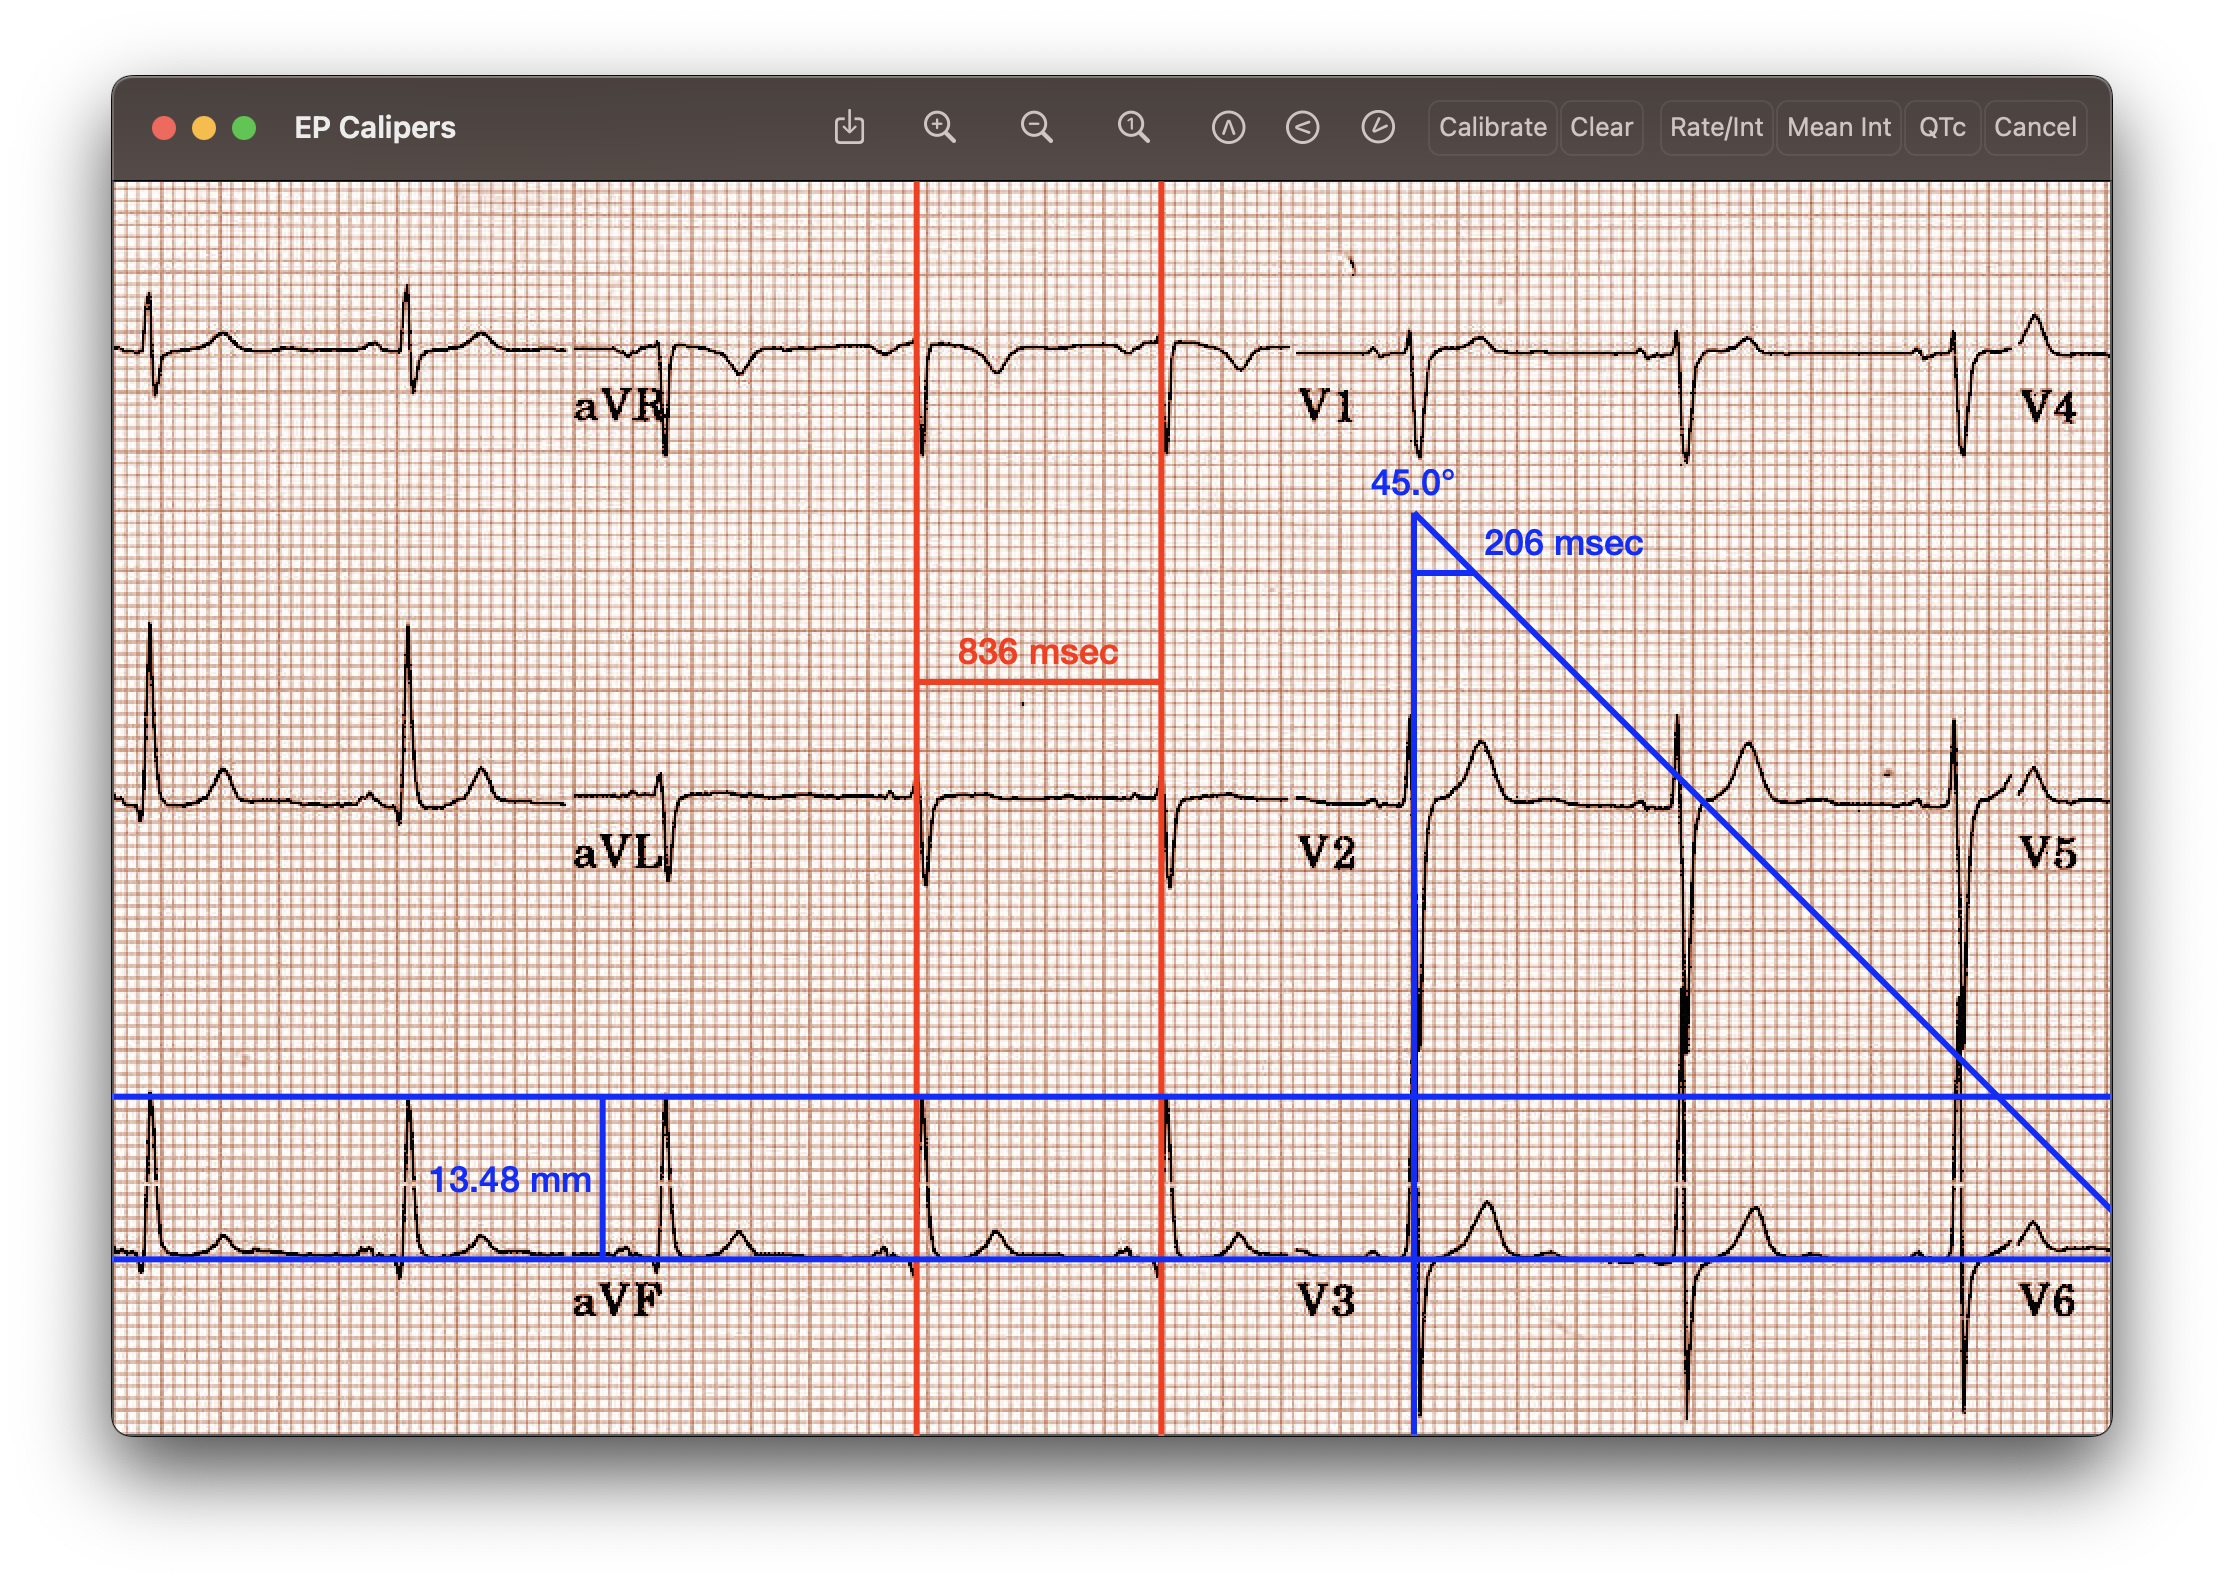 EP Calipers
1
Calibrate
Clear
Rate/Int
Mean Int
QTc
Cancel
aVR
V1
V4
45.0°
206 msec
836 msec
aVL
V2
V5
13.48 mm
aVF
V3
V6